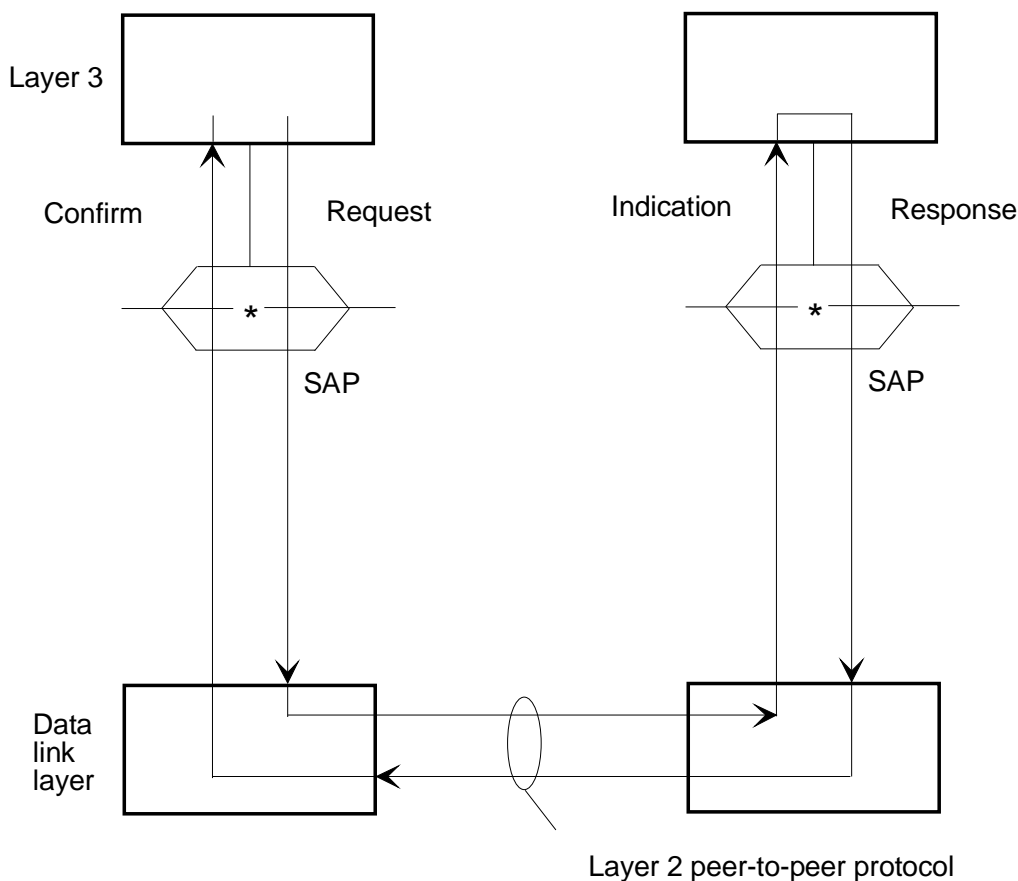 Layer 3
Confirm
Request
Indication
Response
*
*
SAP
SAP
Data
link
layer
Layer 2 peer-to-peer protocol